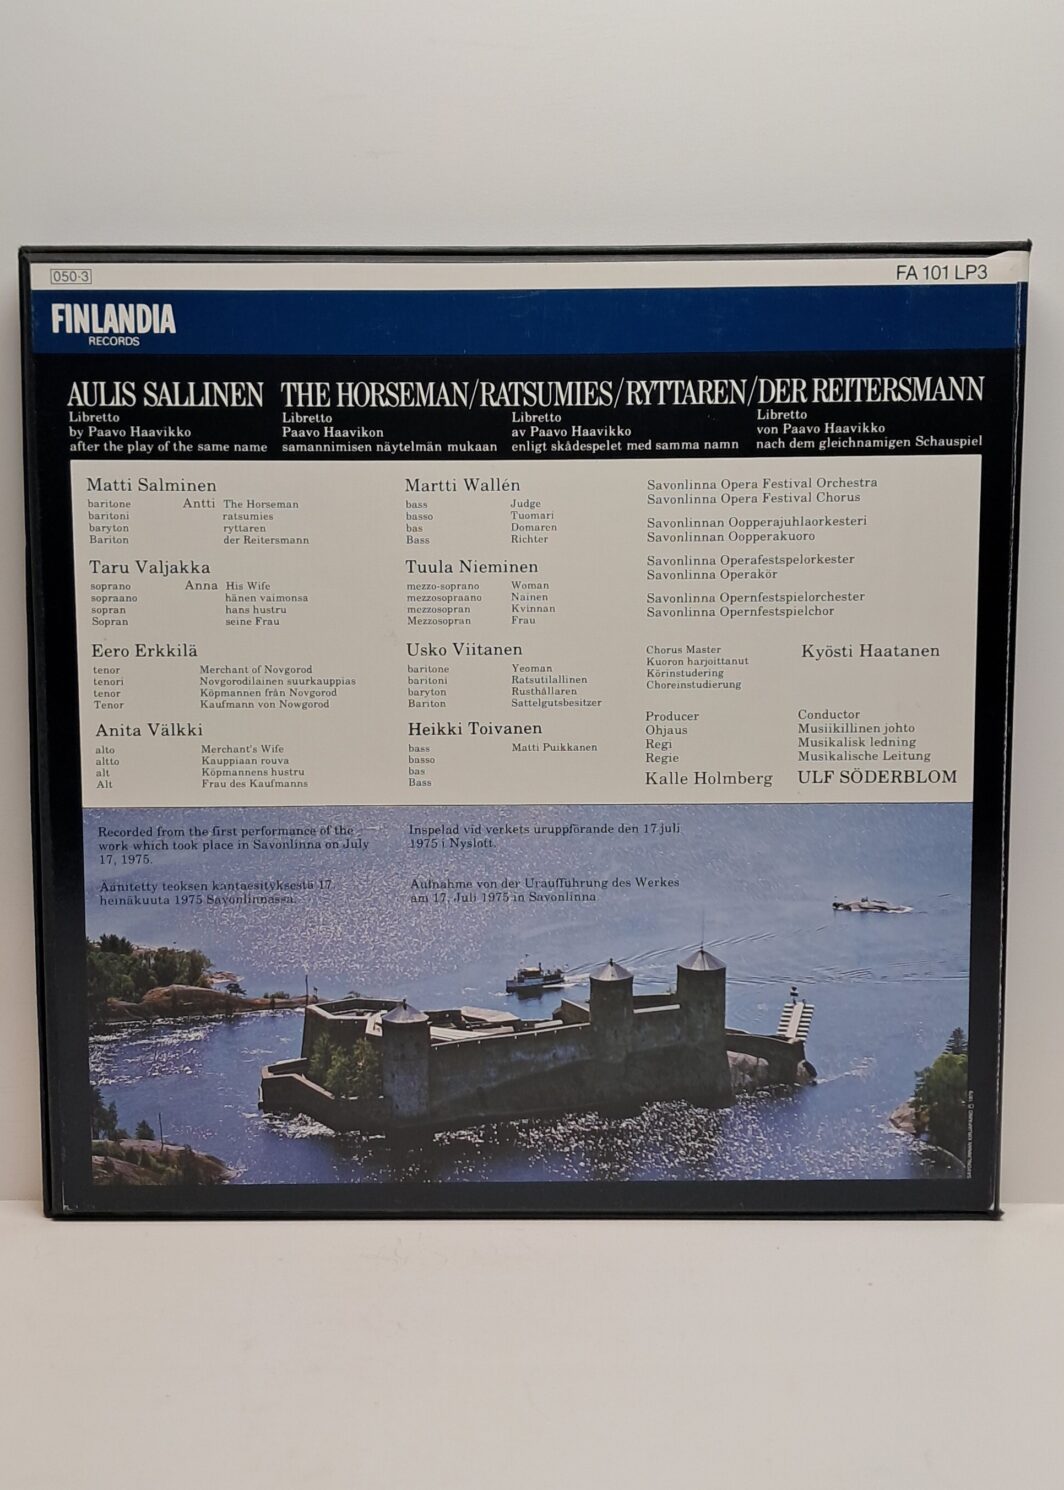 050·3
FA 101 LP3
FINLANDIA
RECORDS
AULIS SALLINEN THE HORSEMAN/RATSUMIES/RYTTAREN/DER REITERSMANN
Libretto
by Paavo Haavikko
after the play of the same name
Libretto
Paavo Haavikon
samannimisen näytelmän mukaan
Libretto
av Paavo Haavikko
enligt skådespelet med samma namn
Libretto
von Paavo Haavikko
nach dem gleichnamigen Schauspiel
Matti Salminen
baritone Antti The Horseman
baritoni ratsumies
baryton ryttaren
Bariton der Reitersmann
Taru Valjakka
soprano Anna His Wife
sopraano hänen vaimonsa
sopran hans hustru
Sopran seine Frau
Eero Erkkilä
tenor Merchant of Novgorod
tenori Novgorodilainen suurkauppias
tenor Köpmannen från Novgorod
Tenor Kaufmann von Nowgorod
Anita Välkki
alto Merchant's Wife
altto Kauppiaan rouva
alt Köpmannens hustru
Alt Frau des Kaufmanns
Martti Wallén
bass Judge
basso Tuomari
bas Domaren
Bass Richter
Tuula Nieminen
mezzo-soprano Woman
mezzosopraano Nainen
mezzosopran Kvinnan
Mezzosopran Frau
Usko Viitanen
baritone Yeoman
baritoni Ratsutilallinen
baryton Rusthållaren
Bariton Sattelgutsbesitzer
Heikki Toivanen
bass Matti Puikkanen
basso
bas
Bass
Savonlinna Opera Festival Orchestra
Savonlinna Opera Festival Chorus
Savonlinnan Oopperajuhlaorkesteri
Savonlinnan Oopperakuoro
Savonlinna Operafestspelorkester
Savonlinna Operakör
Savonlinna Opernfestspielorchester
Savonlinna Opernfestspielchor
Chorus Master Kyösti Haatanen
Kuoron harjoittanut
Körinstudering
Choreinstudierung
Producer
Ohjaus
Regi
Regie
Kalle Holmberg
Conductor
Musiikillinen johto
Musikalisk ledning
Musikalische Leitung
ULF SÖDERBLOM
Recorded from the first performance of the
work which took place in Savonlinna on July
17, 1975.
Äänitetty teoksen kantaesityksestä 17.
heinäkuuta 1975 Savonlinnassa.
Inspelad vid verkets uruppförande den 17 juli
1975 i Nyslott.
Aufnahme von der Uraufführung des Werkes
am 17. Juli 1975 in Savonlinna